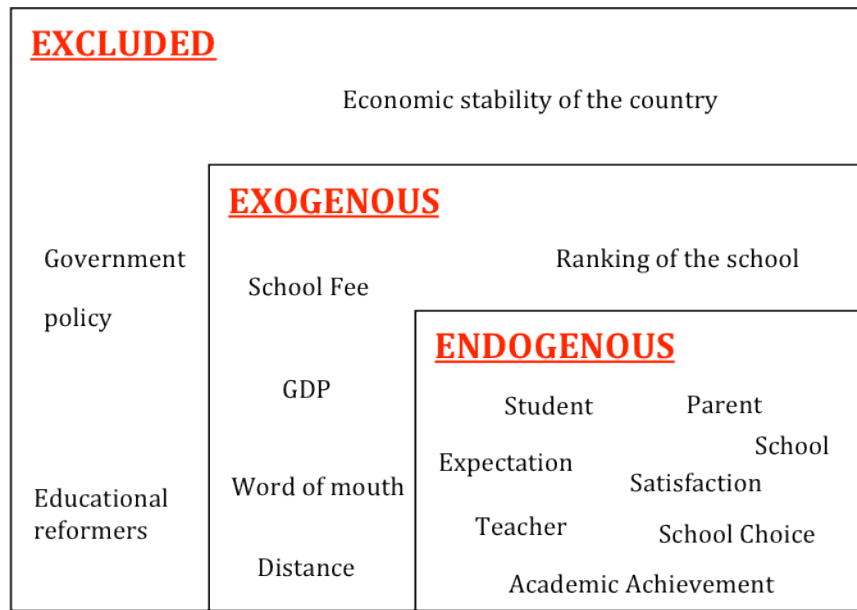 EXCLUDED
Economic stability of the country
Government
policy
Educational
reformers
EXOGENOUS
Ranking of the school
School Fee
GDP
Word of mouth
Distance
ENDOGENOUS
Student
Parent
School
Expectation
Satisfaction
Teacher
School Choice
Academic Achievement